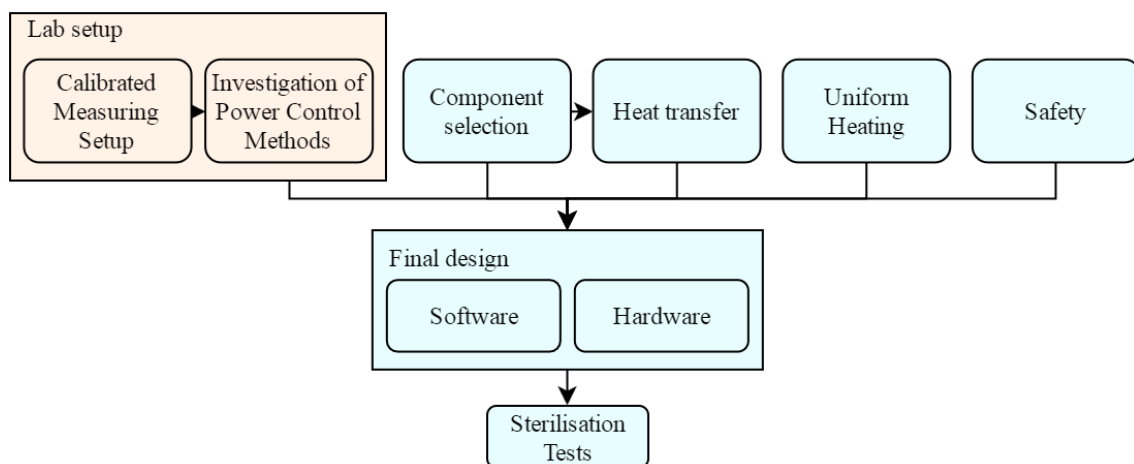 Lab setup
Calibrated
Measuring
Setup
Investigation of
Power Control
Methods
Component
selection
Heat transfer
Uniform
Heating
Safety
Final design
Software
Hardware
Sterilisation
Tests